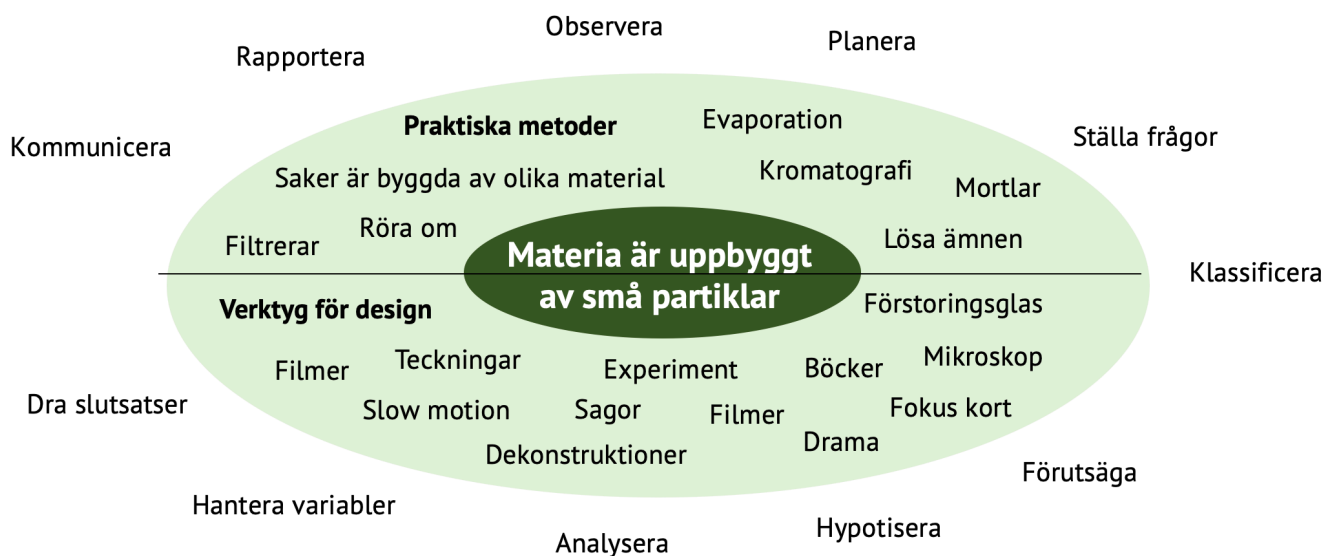 Observera
Planera
Rapportera
Praktiska metoder
Evaporation
Ställa frågor
Kommunicera
Saker är byggda av olika material
Kromatografi
Mortlar
Filtrerar
Röra om
Lösa ämnen
Materia är uppbyggt
av små partiklar
Klassificera
Verktyg för design
Förstoringsglas
Filmer
Teckningar
Experiment
Böcker
Mikroskop
Dra slutsatser
Slow motion
Sagor
Filmer
Fokus kort
Dekonstruktioner
Drama
Förutsäga
Hantera variabler
Analysera
Hypotisera